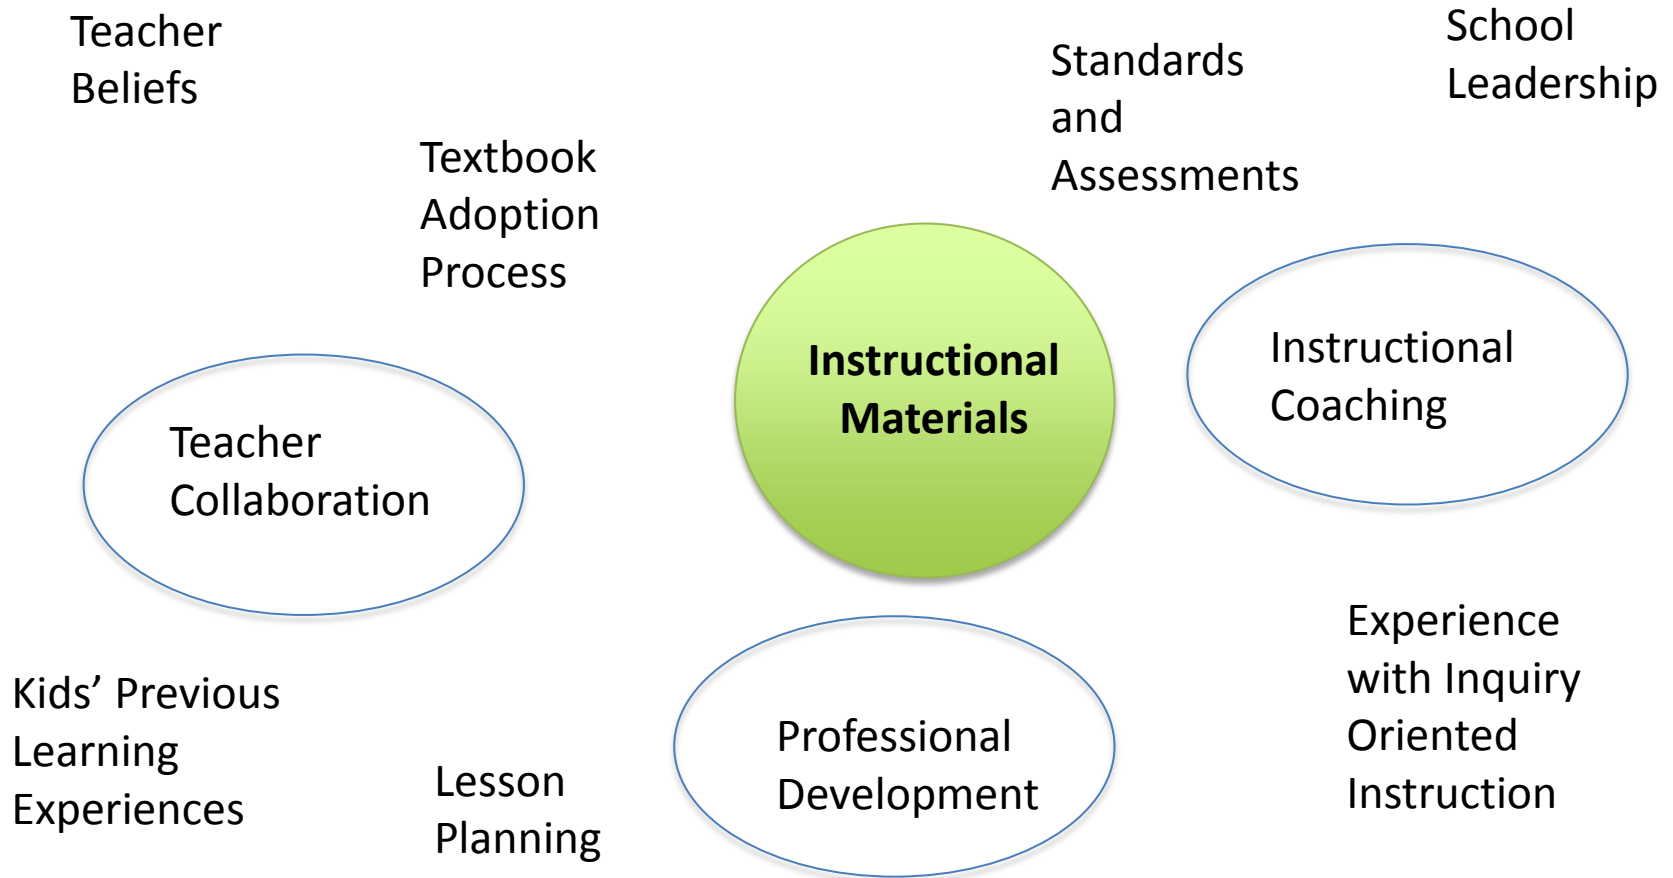 Teacher
Beliefs
Textbook
Adoption
Process
Standards
and
Assessments
School
Leadership
Instructional
Materials
Instructional
Coaching
Teacher
Collaboration
Kids’ Previous
Learning
Experiences
Lesson
Planning
Professional
Development
Experience
with Inquiry
Oriented
Instruction